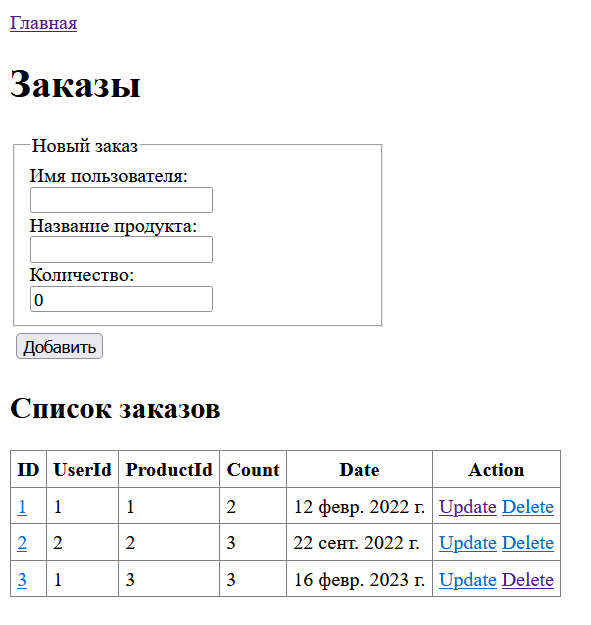 Главная
Заказы
Новый заказ
Имя пользователя:
Название продукта:
Количество:
0
Добавить
Список заказов
ID UserId ProductId Count Date Action
1 1 1 2 12 февр. 2022 г. Update Delete
2 2 2 3 22 сент. 2022 г. Update Delete
3 1 3 3 16 февр. 2023 г. Update Delete